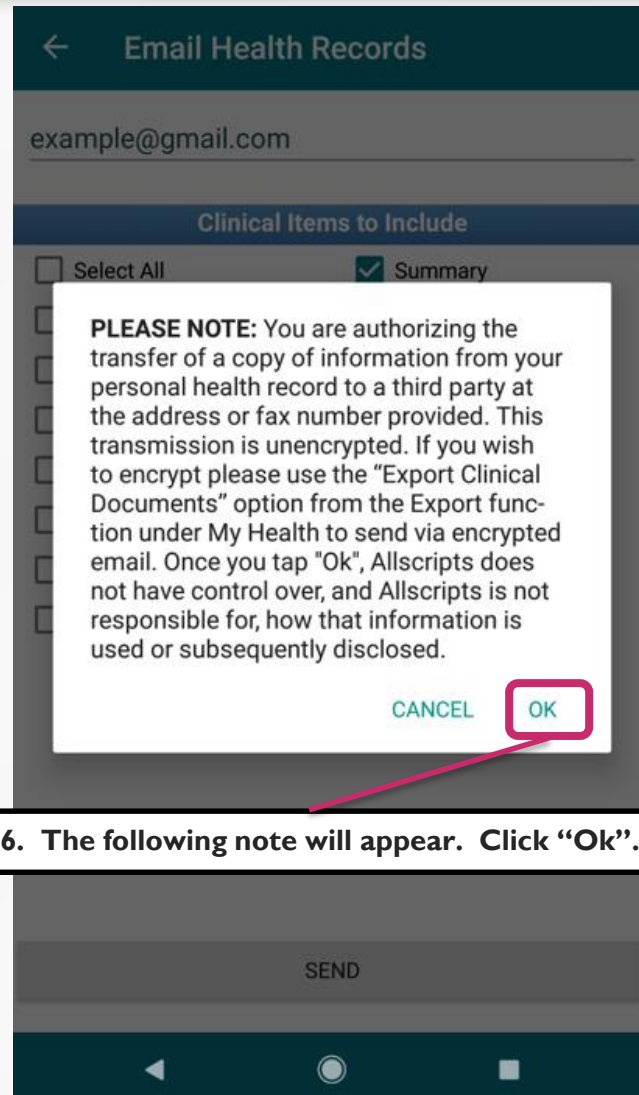 Email Health Records
example@gmail.com
Clinical Items to Include
Select All
Summary
PLEASE NOTE: You are authorizing the
transfer of a copy of information from your
personal health record to a third party at
the address or fax number provided. This
transmission is unencrypted. If you wish
to encrypt please use the “Export Clinical
Documents” option from the Export func-
tion under My Health to send via encrypted
email. Once you tap "Ok", Allscripts does
not have control over, and Allscripts is not
responsible for, how that information is
used or subsequently disclosed.
CANCEL OK
6. The following note will appear. Click “Ok”.
SEND